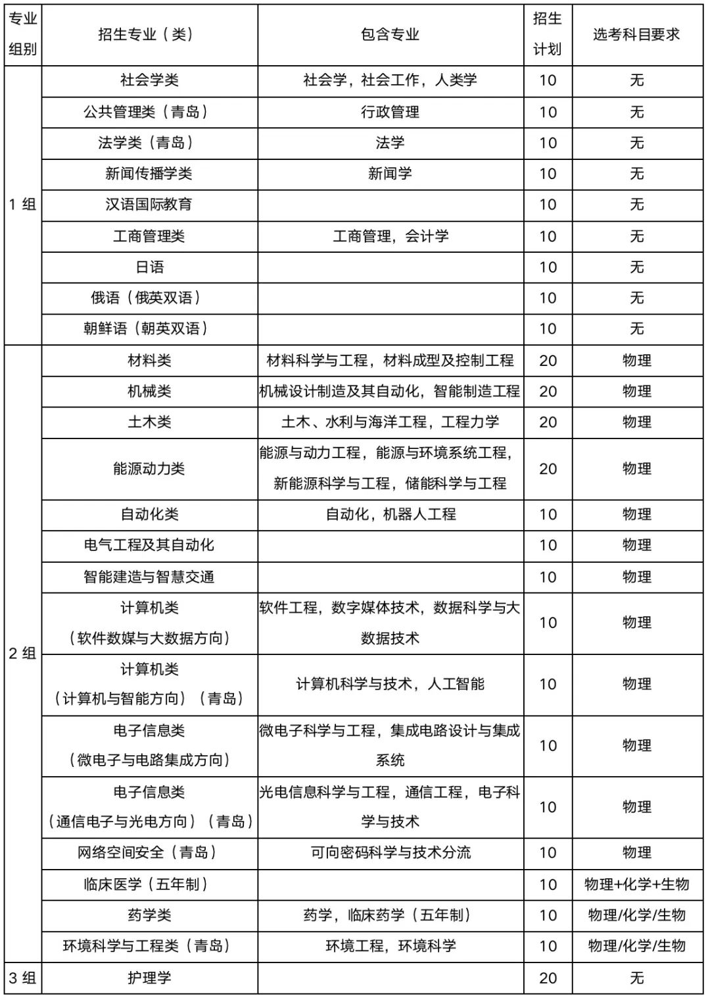 专业组别 招生专业（类） 包含专业 招生计划 选考科目要求
1 组
社会学类 社会学，社会工作，人类学 10 无
公共管理类（青岛） 行政管理 10 无
法学类（青岛） 法学 10 无
新闻传播学类 新闻学 10 无
汉语国际教育 10 无
工商管理类 工商管理，会计学 10 无
日语 10 无
俄语（俄英双语） 10 无
朝鲜语（朝英双语） 10 无
2 组
材料类 材料科学与工程，材料成型及控制工程 20 物理
机械类 机械设计制造及其自动化，智能制造工程 20 物理
土木类 土木、水利与海洋工程，工程力学 20 物理
能源动力类 能源与动力工程，能源与环境系统工程，
新能源科学与工程，储能科学与工程 20 物理
自动化类 自动化，机器人工程 10 物理
电气工程及其自动化 10 物理
智能建造与智慧交通 10 物理
计算机类
（软件数媒与大数据方向） 软件工程，数字媒体技术，数据科学与大
数据技术 10 物理
计算机类
（计算机与智能方向）（青岛） 计算机科学与技术，人工智能 10 物理
电子信息类
（微电子与电路集成方向） 微电子科学与工程，集成电路设计与集成
系统 10 物理
电子信息类
（通信电子与光电方向）（青岛） 光电信息科学与工程，通信工程，电子科
学与技术 10 物理
网络空间安全（青岛） 可向密码科学与技术分流 10 物理
临床医学（五年制） 10 物理+化学+生物
药学类 药学，临床药学（五年制） 10 物理/化学/生物
环境科学与工程类（青岛） 环境工程，环境科学 10 物理/化学/生物
3 组 护理学 20 无